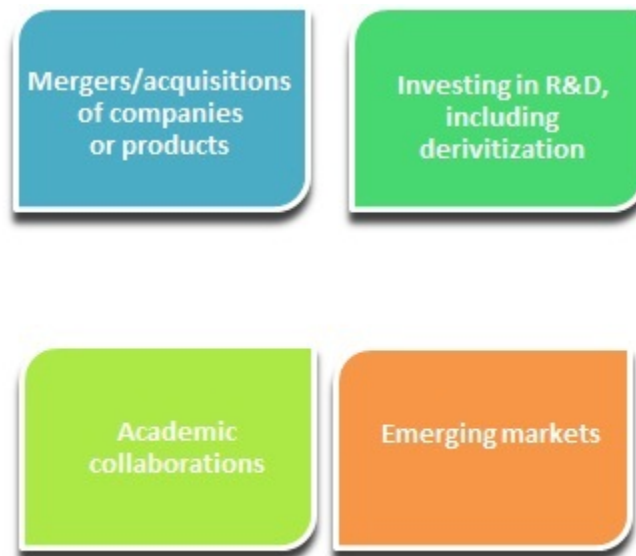 Mergers/acquisitions
of companies
or products
Investing in R&D,
including
derivitization
Academic
collaborations
Emerging markets